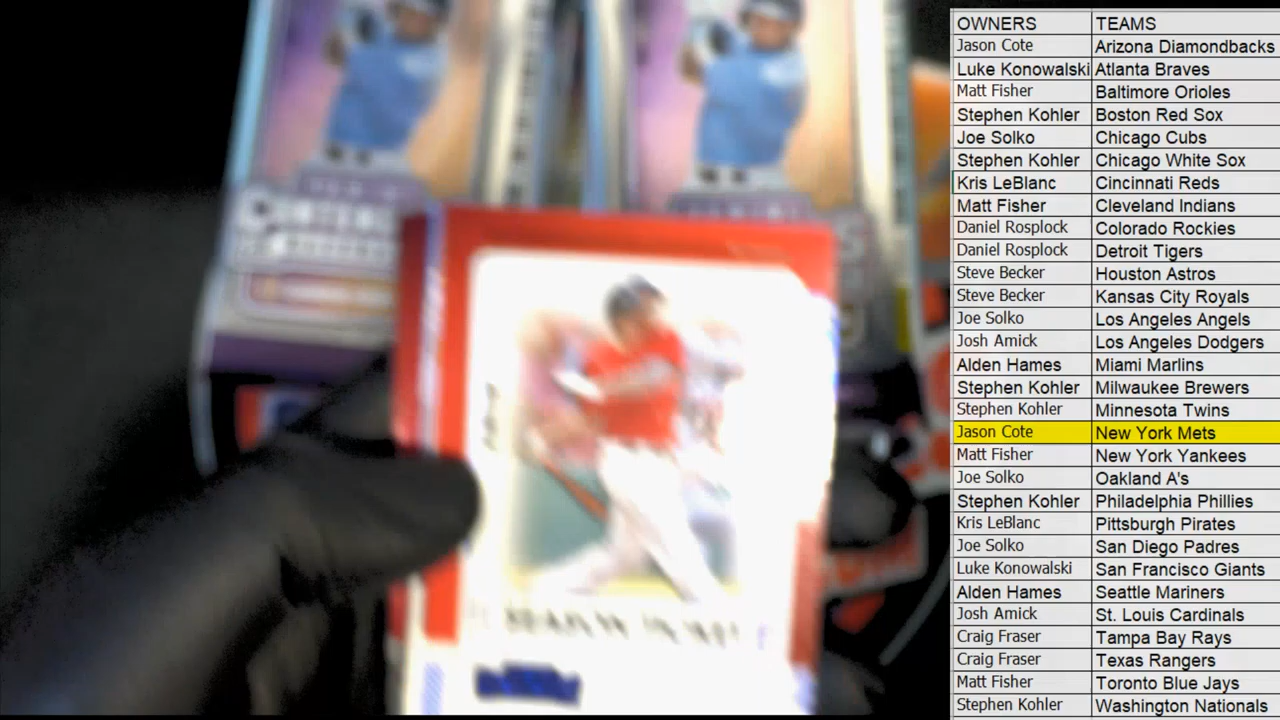 OWNERS TEAMS
Jason Cote Arizona Diamondbacks
Luke Konowalski Atlanta Braves
Matt Fisher Baltimore Orioles
Stephen Kohler Boston Red Sox
Joe Solko Chicago Cubs
Stephen Kohler Chicago White Sox
Kris LeBlanc Cincinnati Reds
Matt Fisher Cleveland Indians
Daniel Rosplock Colorado Rockies
Daniel Rosplock Detroit Tigers
Steve Becker Houston Astros
Steve Becker Kansas City Royals
Joe Solko Los Angeles Angels
Josh Amick Los Angeles Dodgers
Alden Hames Miami Marlins
Stephen Kohler Milwaukee Brewers
Stephen Kohler Minnesota Twins
Jason Cote New York Mets
Matt Fisher New York Yankees
Joe Solko Oakland A's
Stephen Kohler Philadelphia Phillies
Kris LeBlanc Pittsburgh Pirates
Joe Solko San Diego Padres
Luke Konowalski San Francisco Giants
Alden Hames Seattle Mariners
Josh Amick St. Louis Cardinals
Craig Fraser Tampa Bay Rays
Craig Fraser Texas Rangers
Matt Fisher Toronto Blue Jays
Stephen Kohler Washington Nationals